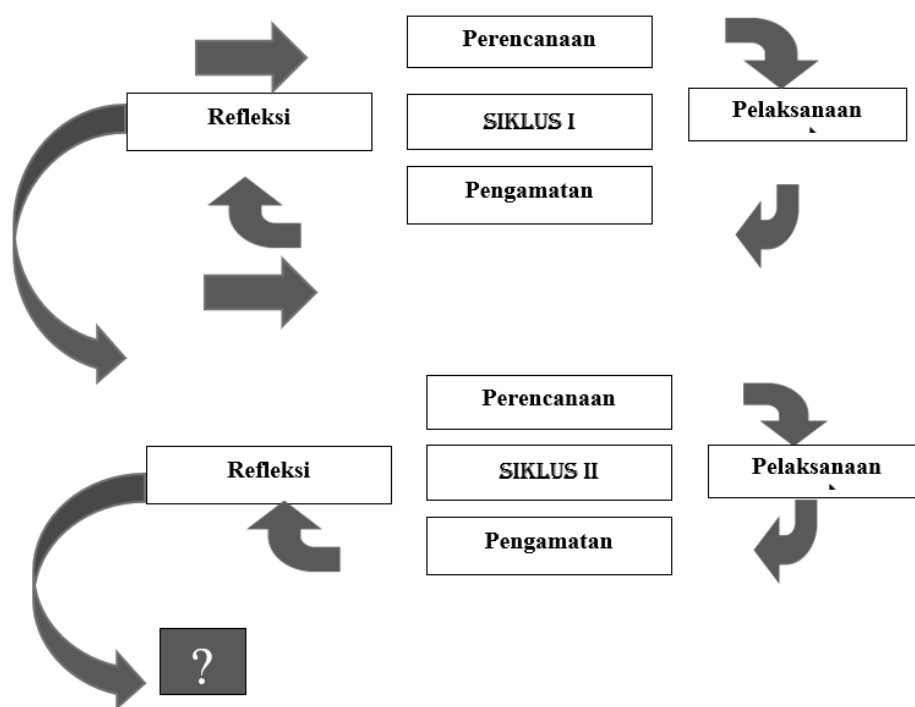 Perencanaan
Refleksi
SIKLUS I
Pelaksanaan
Pengamatan
Perencanaan
Refleksi
SIKLUS II
Pelaksanaan
Pengamatan
?